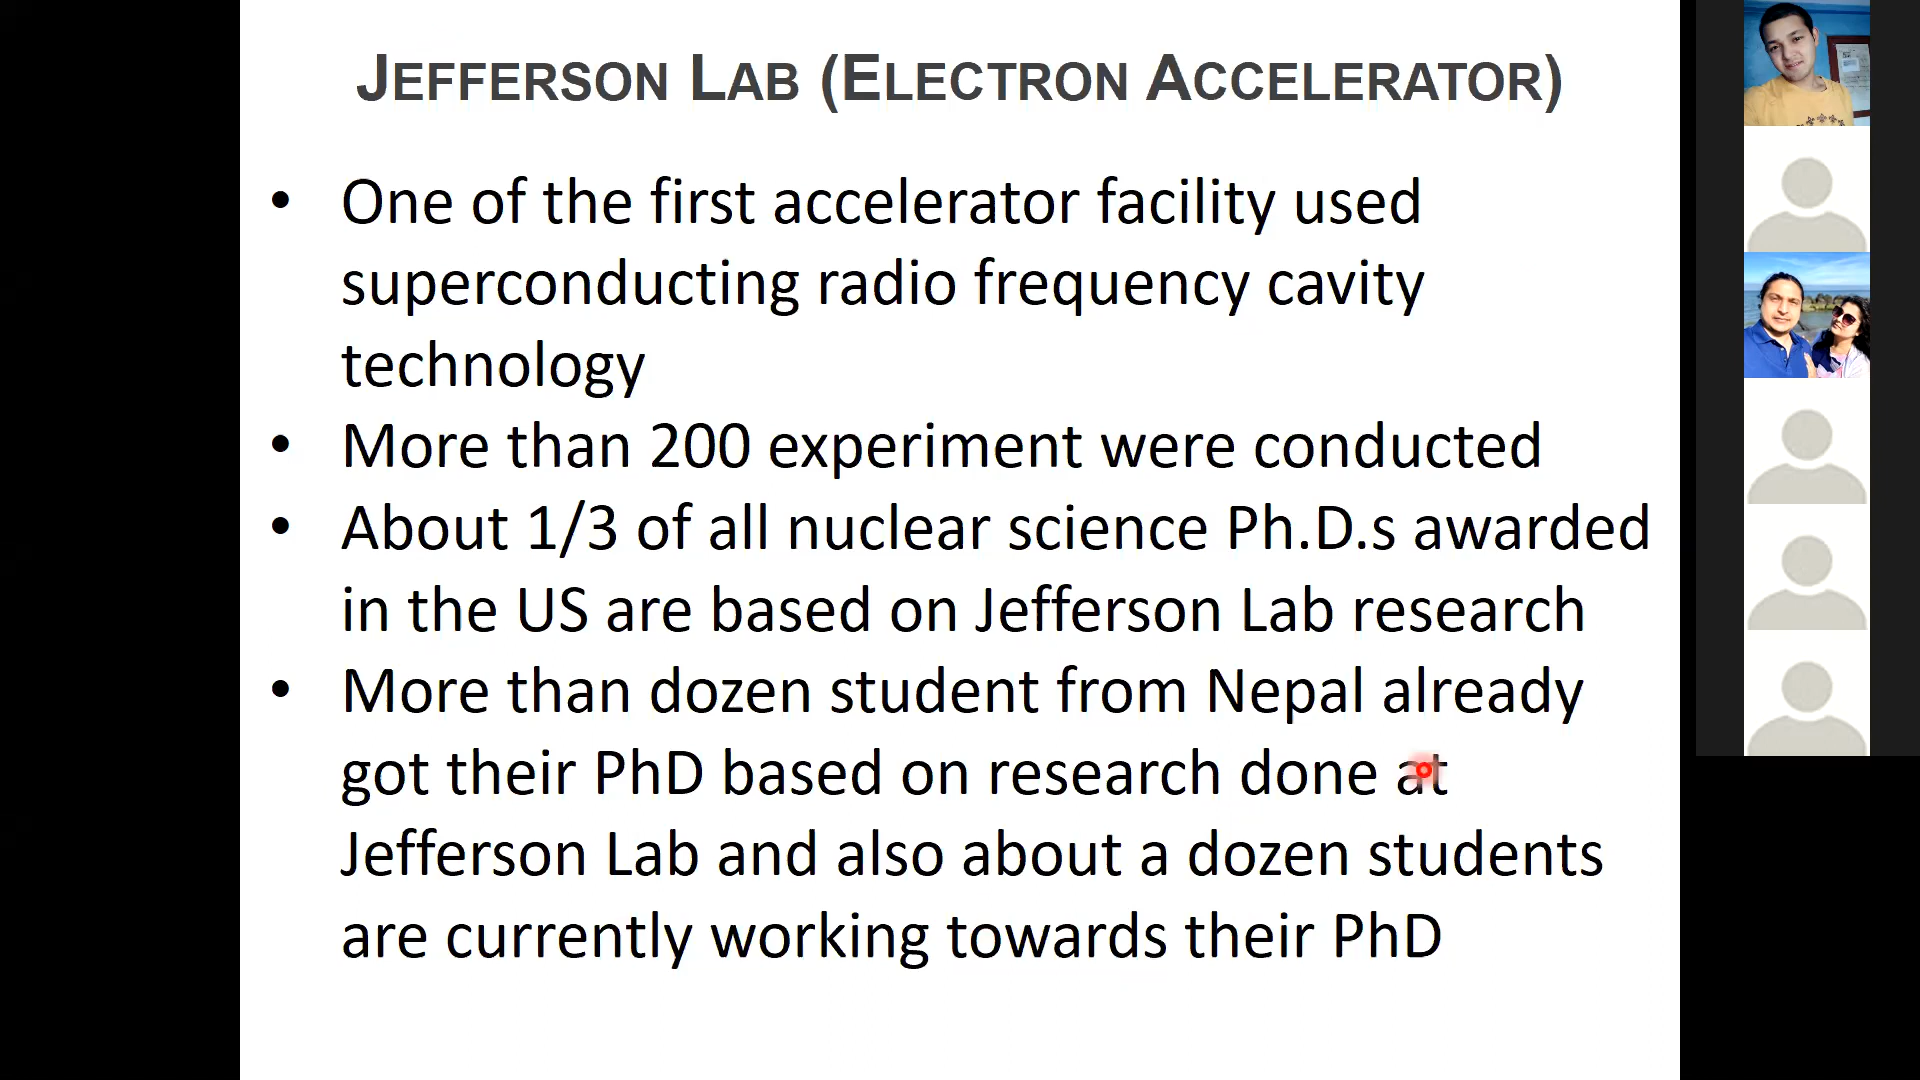 JEFFERSON LAB (ELECTRON ACCELERATOR)
• One of the first accelerator facility used
superconducting radio frequency cavity
technology
• More than 200 experiment were conducted
• About 1/3 of all nuclear science Ph.D.s awarded
in the US are based on Jefferson Lab research
• More than dozen student from Nepal already
got their PhD based on research done at
Jefferson Lab and also about a dozen students
are currently working towards their PhD